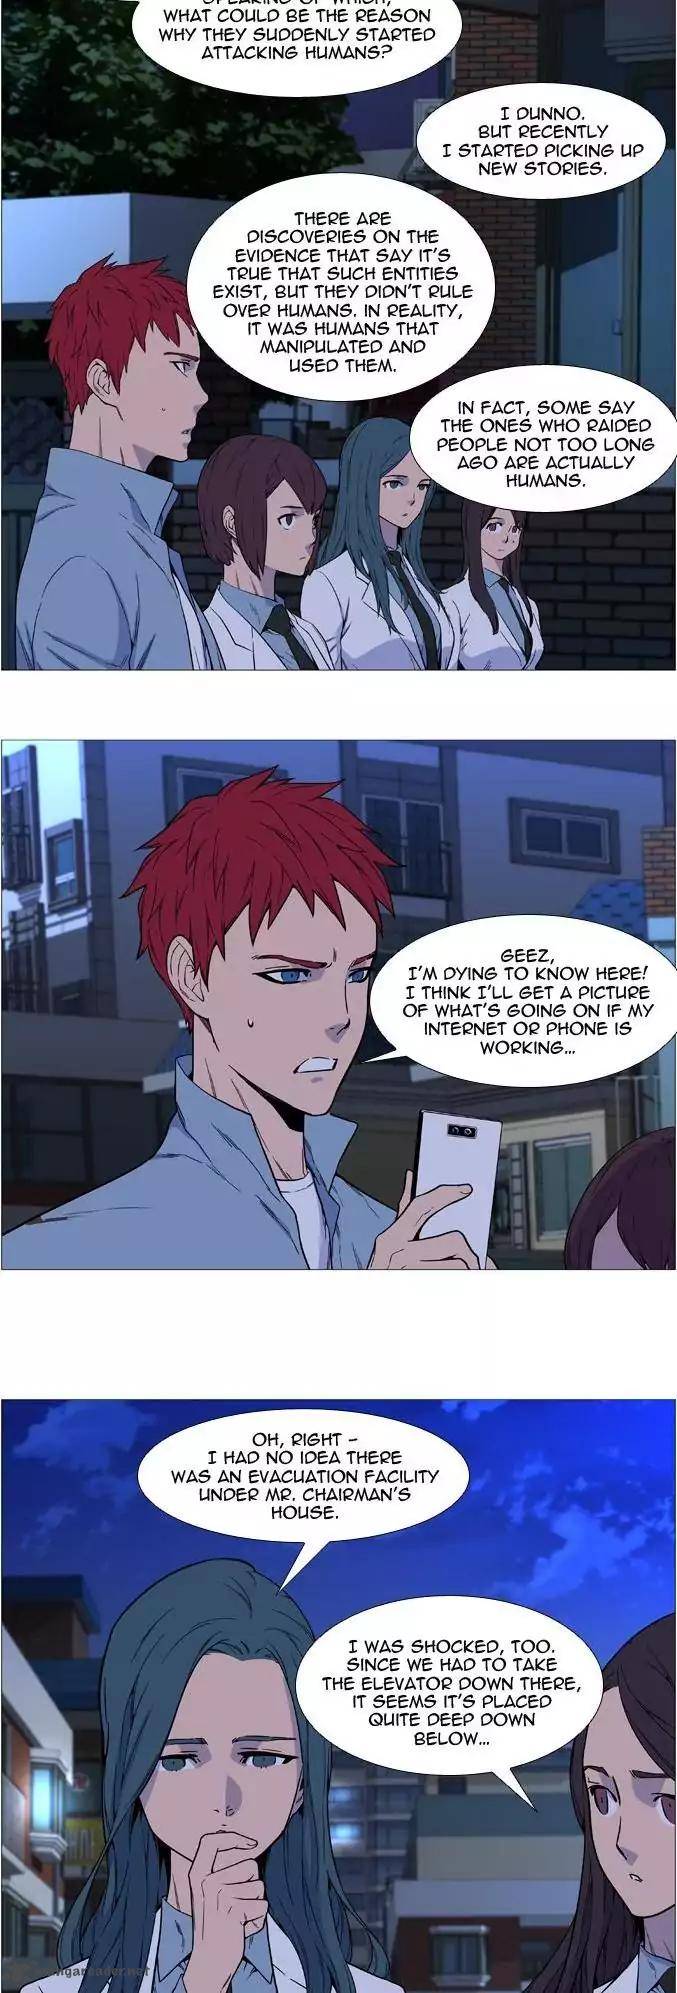 SPEAKING OF WHICH,
WHAT COULD BE THE REASON
WHY THEY SUDDENLY STARTED
ATTACKING HUMANS?
I DUNNO.
BUT RECENTLY
I STARTED PICKING UP
NEW STORIES.
THERE ARE
DISCOVERIES ON THE
EVIDENCE THAT SAY IT'S
TRUE THAT SUCH ENTITIES
EXIST, BUT THEY DIDN'T RULE
OVER HUMANS. IN REALITY,
IT WAS HUMANS THAT
MANIPULATED AND
USED THEM.
IN FACT, SOME SAY
THE ONES WHO RAIDED
PEOPLE NOT TOO LONG
AGO ARE ACTUALLY
HUMANS.
GEEZ,
I'M DYING TO KNOW HERE!
I THINK I'LL GET A PICTURE
OF WHAT'S GOING ON IF MY
INTERNET OR PHONE IS
WORKING...
OH, RIGHT -
I HAD NO IDEA THERE
WAS AN EVACUATION FACILITY
UNDER MR. CHAIRMAN'S
HOUSE.
I WAS SHOCKED, TOO.
SINCE WE HAD TO TAKE
THE ELEVATOR DOWN THERE,
IT SEEMS IT'S PLACED
QUITE DEEP DOWN
BELOW...
mangareader.net